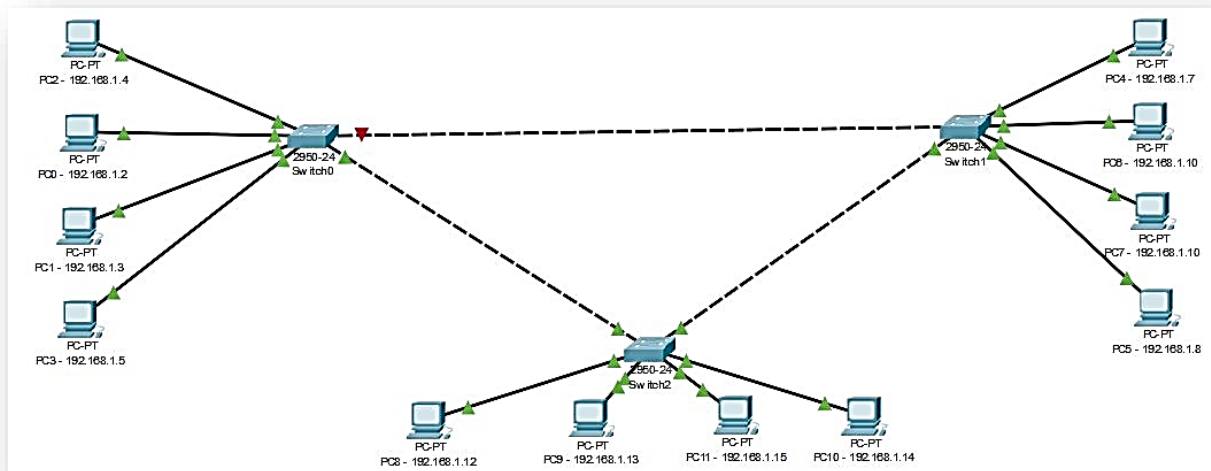 PC-PT
PC2 - 192.168.1.4
PC-PT
PC0 - 192.168.1.2
PC-PT
PC1 - 192.168.1.3
PC-PT
PC3 - 192.168.1.5
2950-24
Switch0
2950-24
Switch1
PC-PT
PC4 - 192.168.1.7
PC-PT
PC6 - 192.168.1.10
PC-PT
PC7 - 192.168.1.10
PC-PT
PC5 - 192.168.1.8
2950-24
Switch2
PC-PT
PC8 - 192.168.1.12
PC-PT
PC9 - 192.168.1.13
PC-PT
PC11 - 192.168.1.15
PC-PT
PC10 - 192.168.1.14